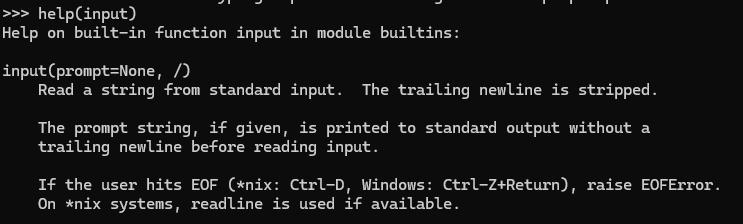 >>> help(input)
Help on built-in function input in module builtins:
input(prompt=None, /)
Read a string from standard input.  The trailing newline is stripped.
The prompt string, if given, is printed to standard output without a
trailing newline before reading input.
If the user hits EOF (*nix: Ctrl-D, Windows: Ctrl-Z+Return), raise EOFError.
On *nix systems, readline is used if available.